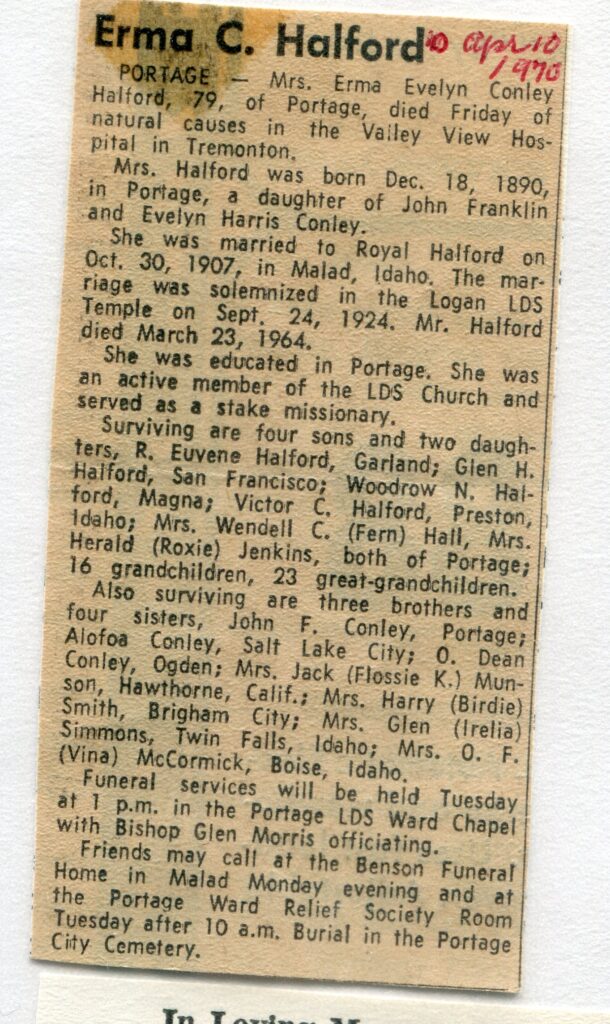 Erma C. Halford
Apr 10
1970
PORTAGE — Mrs. Erma Evelyn Conley
Halford, 79, of Portage, died Friday of
natural causes in the Valley View Hos-
pital in Tremonton.
Mrs. Halford was born Dec. 18, 1890,
in Portage, a daughter of John Franklin
and Evelyn Harris Conley.
She was married to Royal Halford on
Oct. 30, 1907, in Malad, Idaho. The mar-
riage was solemnized in the Logan LDS
Temple on Sept. 24, 1924. Mr. Halford
died March 23, 1964.
She was educated in Portage. She was
an active member of the LDS Church and
served as a stake missionary.
Surviving are four sons and two daugh-
ters, R. Euvene Halford, Garland; Glen H.
Halford, San Francisco; Woodrow N. Hal-
ford, Magna; Victor C. Halford, Preston,
Idaho; Mrs. Wendell C. (Fern) Hall, Mrs.
Herald (Roxie) Jenkins, both of Portage;
16 grandchildren, 23 great-grandchildren.
Also surviving are three brothers and
four sisters, John F. Conley, Portage;
Alofoa Conley, Salt Lake City; O. Dean
Conley, Ogden; Mrs. Jack (Flossie K.) Mun-
son, Hawthorne, Calif.; Mrs. Harry (Birdie)
Smith, Brigham City; Mrs. Glen (Irelia)
Simmons, Twin Falls, Idaho; Mrs. O. F.
(Vina) McCormick, Boise, Idaho.
Funeral services will be held Tuesday
at 1 p.m. in the Portage LDS Ward Chapel
with Bishop Glen Morris officiating.
Friends may call at the Benson Funeral
Home in Malad Monday evening and at
the Portage Ward Relief Society Room
Tuesday after 10 a.m. Burial in the Portage
City Cemetery.
In Loving